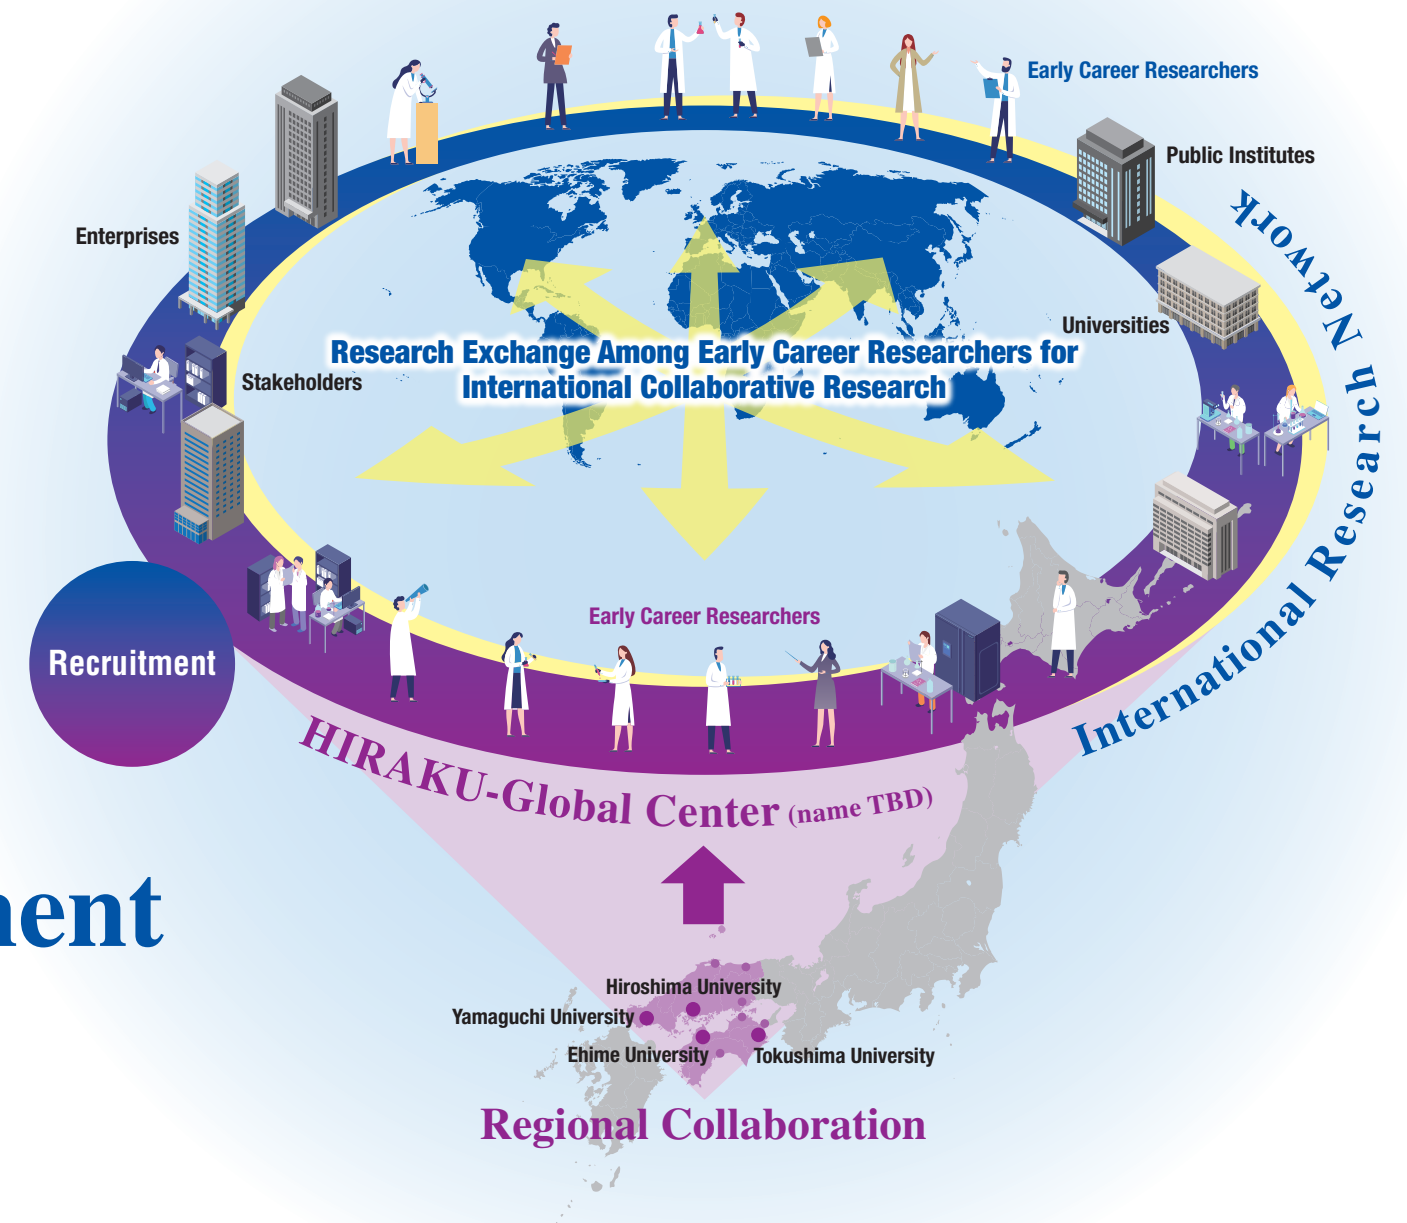 Early Career Researchers
Public Institutes
Enterprises
International Research Network
Universities
Research Exchange Among Early Career Researchers for
International Collaborative Research
Stakeholders
Early Career Researchers
Recruitment
HIRAKU-Global Center (name TBD)
Hiroshima University
Yamaguchi University
Ehime University
Tokushima University
Regional Collaboration